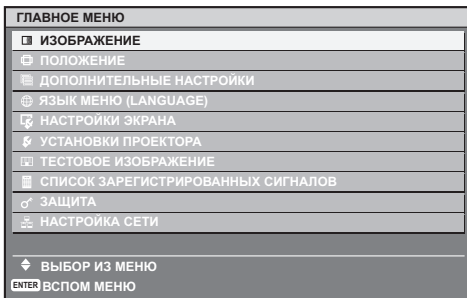 ГЛАВНОЕ МЕНЮ
ИЗОБРАЖЕНИЕ
ПОЛОЖЕНИЕ
ДОПОЛНИТЕЛЬНЫЕ НАСТРОЙКИ
ЯЗЫК МЕНЮ (LANGUAGE)
НАСТРОЙКИ ЭКРАНА
УСТАНОВКИ ПРОЕКТОРА
ТЕСТОВОЕ ИЗОБРАЖЕНИЕ
СПИСОК ЗАРЕГИСТРИРОВАННЫХ СИГНАЛОВ
ЗАЩИТА
НАСТРОЙКА СЕТИ
ВЫБОР ИЗ МЕНЮ
ENTER ВСПОМ МЕНЮ